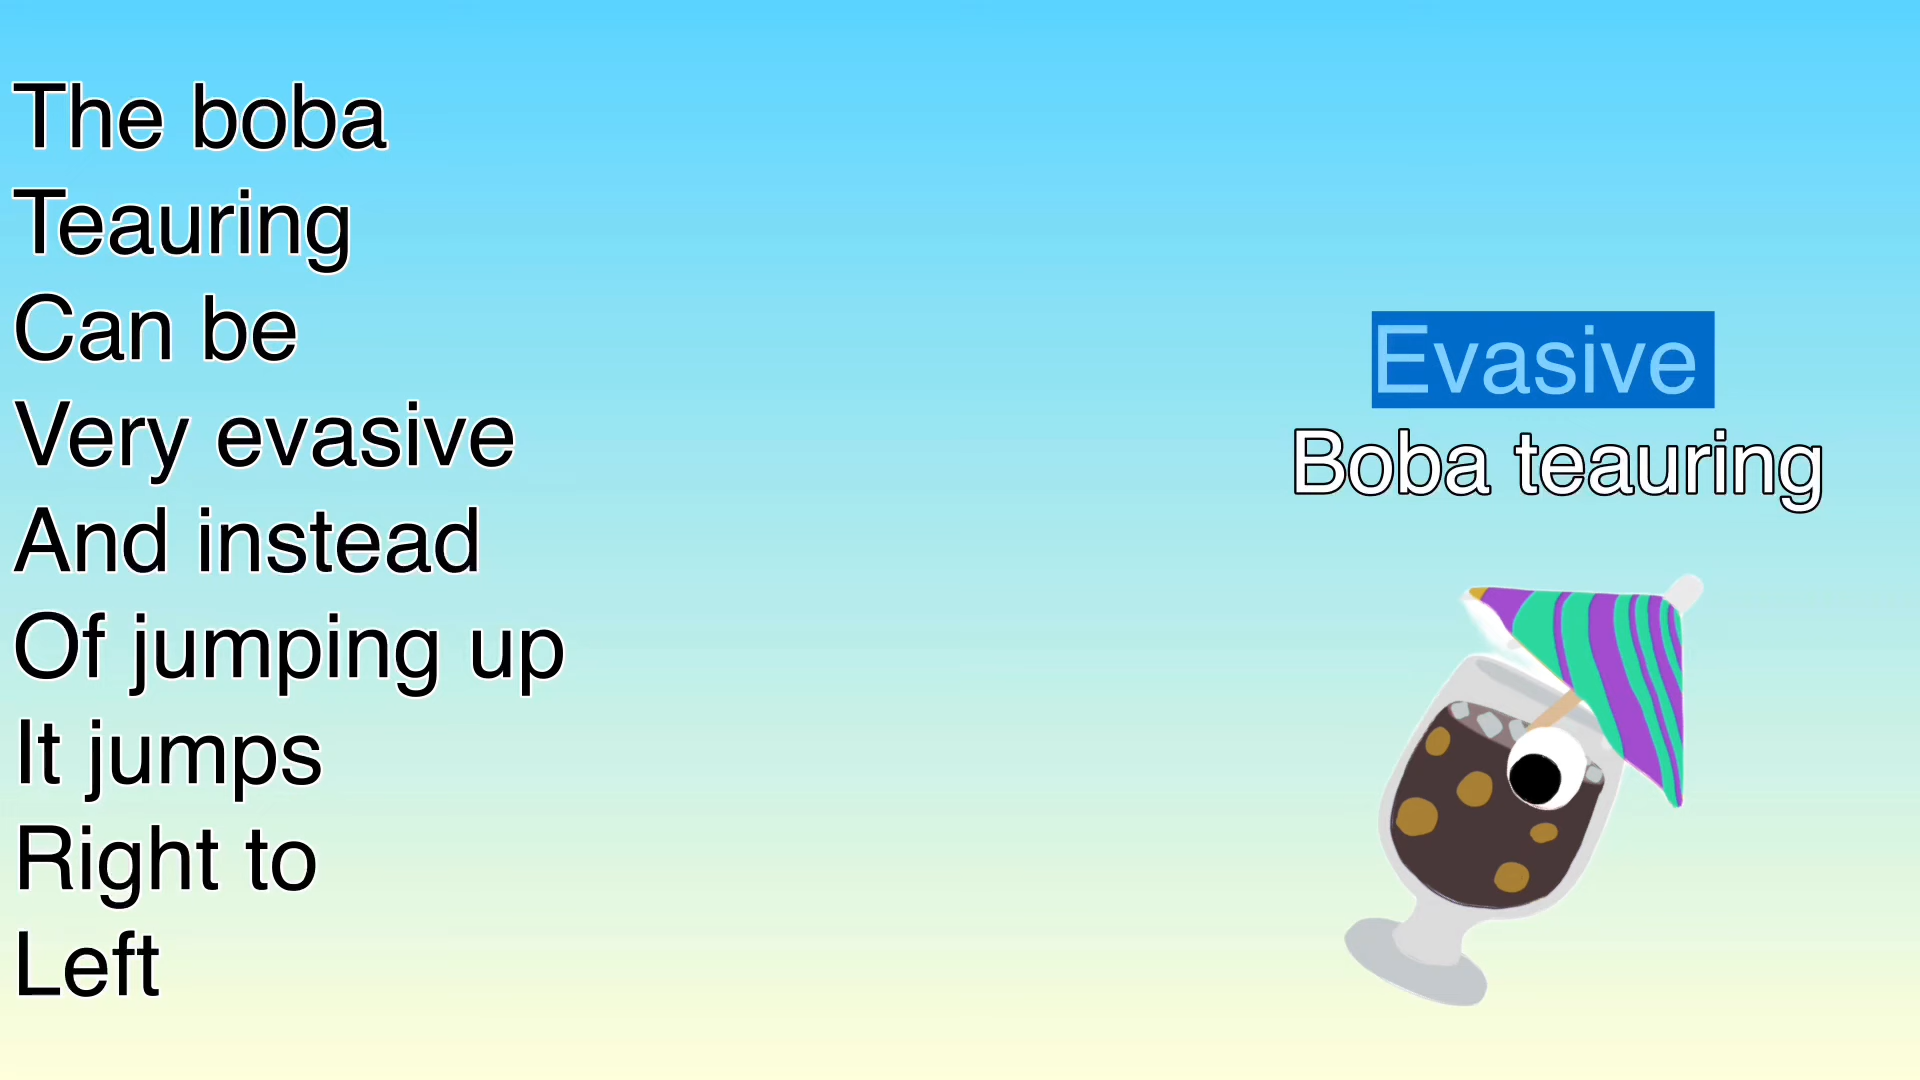 The boba
Teauring
Can be
Very evasive
And instead
Of jumping up
It jumps
Right to
Left
Evasive
Boba teauring